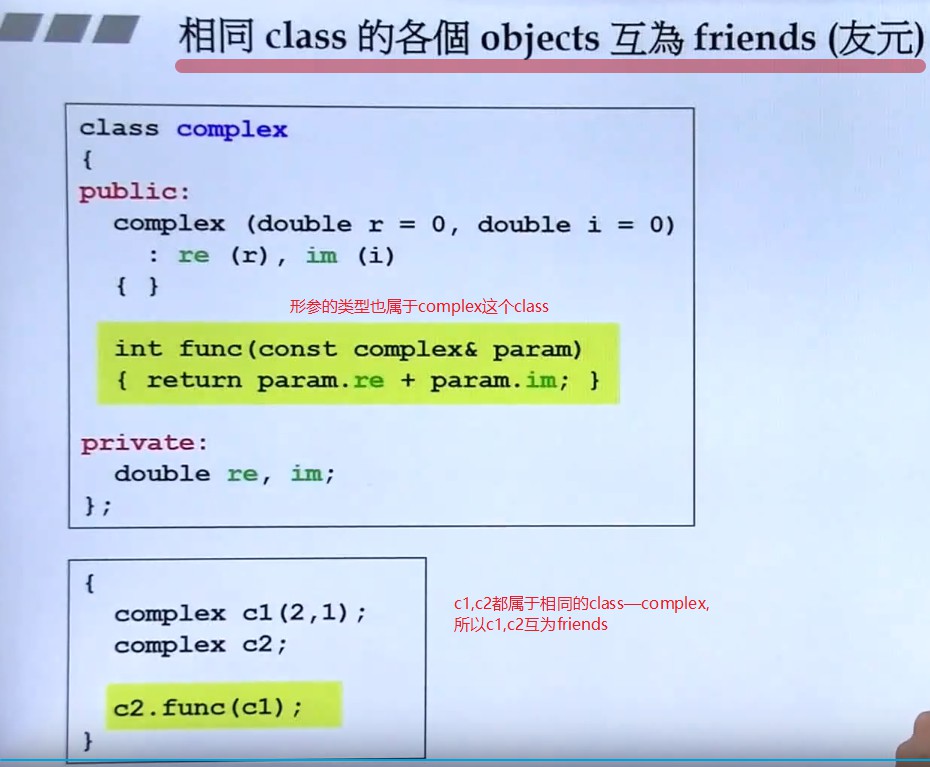 相同 class 的各個 objects 互為 friends (友元)
class complex
{
public:
complex (double r = 0, double i = 0)
: re (r), im (i)
{ }
形参的类型也属于complex这个class
int func(const complex& param)
{ return param.re + param.im; }
private:
double re, im;
};
{
complex c1(2,1);
complex c2;
c1,c2都属于相同的class—complex,
所以c1,c2互为friends
c2.func(c1);
}